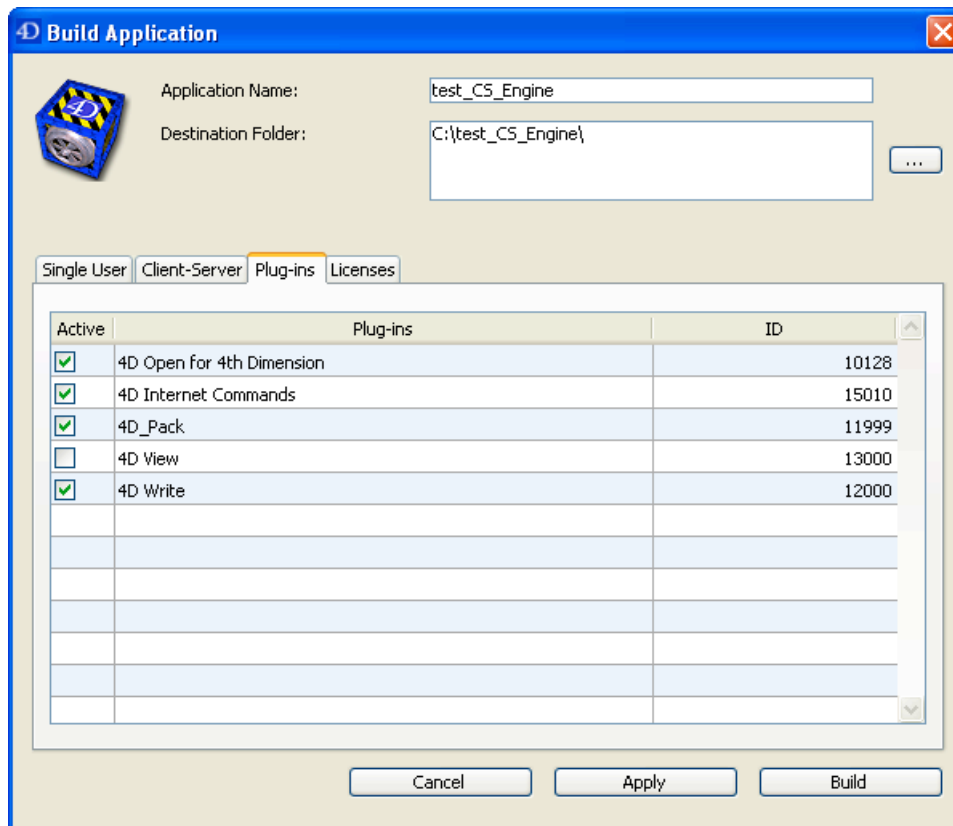 4D Build Application
Application Name: test_CS_Engine
Destination Folder: C:\test_CS_Engine\
...
Single User Client-Server Plug-ins Licenses
Active Plug-ins ID
4D Open for 4th Dimension 10128
4D Internet Commands 15010
4D_Pack 11999
4D View 13000
4D Write 12000
Cancel Apply Build